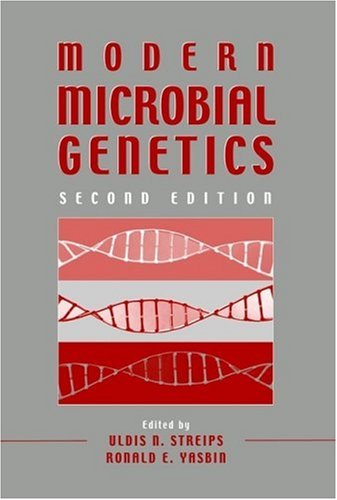 MODERN
MICROBIAL
GENETICS
SECOND EDITION
Edited by
ULDIS N. STREIPS
RONALD E. YASBIN